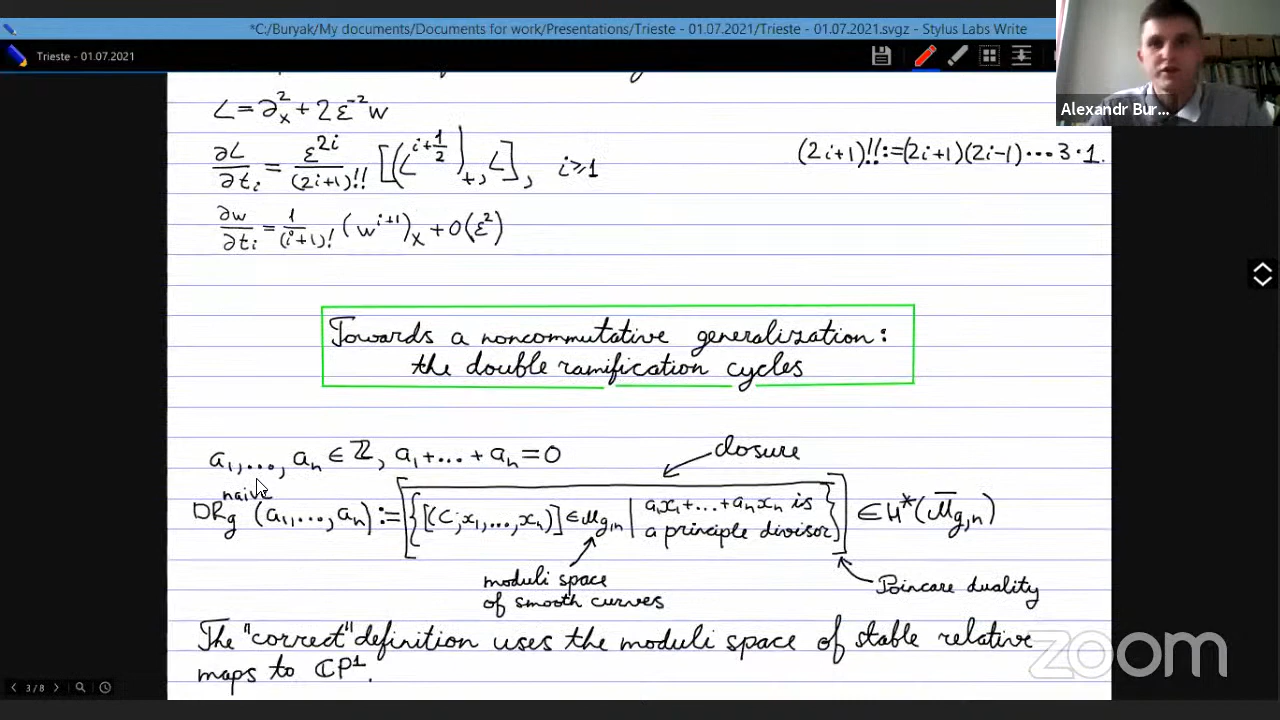 *C:/Buryak/My documents/Documents for work/Presentations/Trieste - 01.07.2021/Trieste - 01.07.2021.svgz - Stylus Labs Write
Trieste - 01.07.2021
Alexandr Bur...
L = ∂ₓ² + 2ε⁻²w
∂L/∂tᵢ = ε²ⁱ/(2i+1)!! [(L^{i+1/2})₊, L], i⩾1
(2i+1)!! := (2i+1)(2i-1)···3·1.
∂w/∂tᵢ = 1/(i+1)! (wⁱ⁺¹)ₓ + O(ε²)
Towards a noncommutative generalization:
the double ramification cycles
closure
a₁,..., aₙ ∈ ℤ, a₁+...+aₙ=0
naive
DR_g (a₁,...,aₙ) := [{[(C;x₁,...,xₙ)] ∈ ℳ_{g,n} | a₁x₁+...+aₙxₙ is a principle divisor}] ∈ H*(ℳ̅_{g,n})
moduli space
of smooth curves
Poincare duality
The "correct" definition uses the moduli space of stable relative
maps to ℂP¹.
zoom
3/8